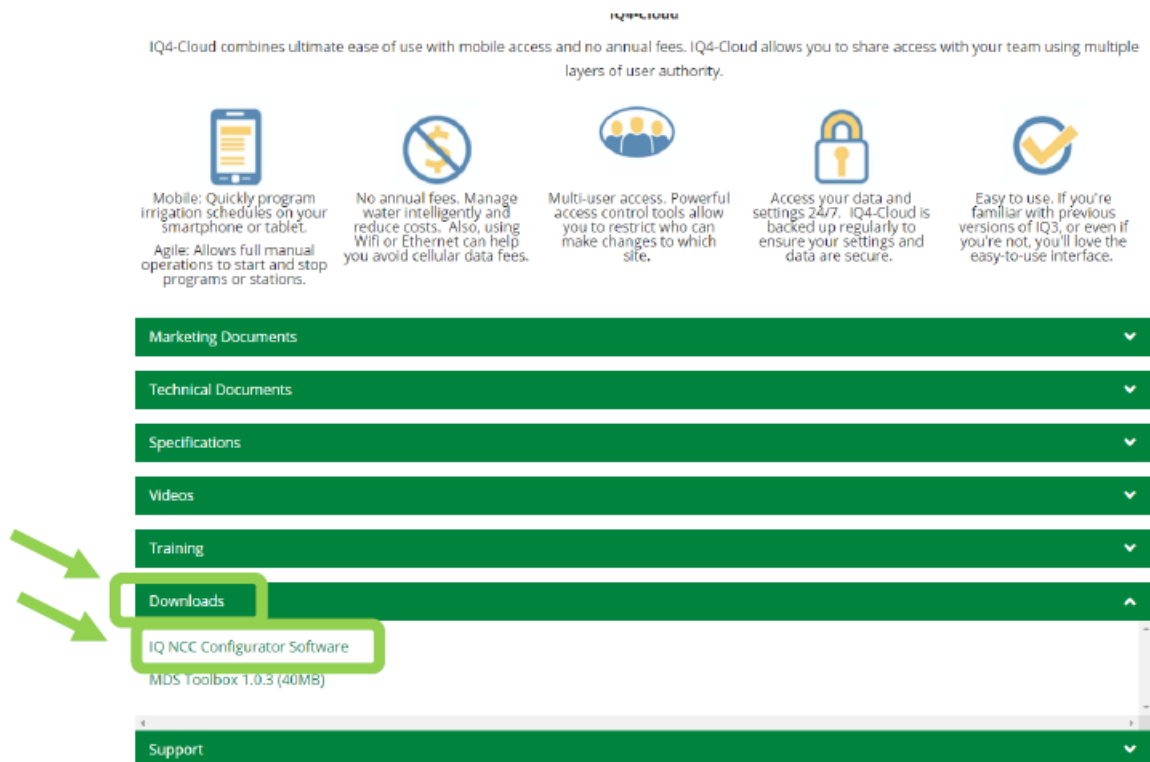 IQ4-Cloud
IQ4-Cloud combines ultimate ease of use with mobile access and no annual fees. IQ4-Cloud allows you to share access with your team using multiple
layers of user authority.
Mobile: Quickly program
irrigation schedules on your
smartphone or tablet.
Agile: Allows full manual
operations to start and stop
programs or stations.
No annual fees. Manage
water intelligently and
reduce costs. Also, using
Wifi or Ethernet can help
you avoid cellular data fees.
Multi-user access. Powerful
access control tools allow
you to restrict who can
make changes to which
site.
Access your data and
settings 24/7. IQ4-Cloud is
backed up regularly to
ensure your settings and
data are secure.
Easy to use. If you're
familiar with previous
versions of IQ3, or even if
you're not, you'll love the
easy-to-use interface.
Marketing Documents
Technical Documents
Specifications
Videos
Training
Downloads
IQ NCC Configurator Software
MDS Toolbox 1.0.3 (40MB)
Support